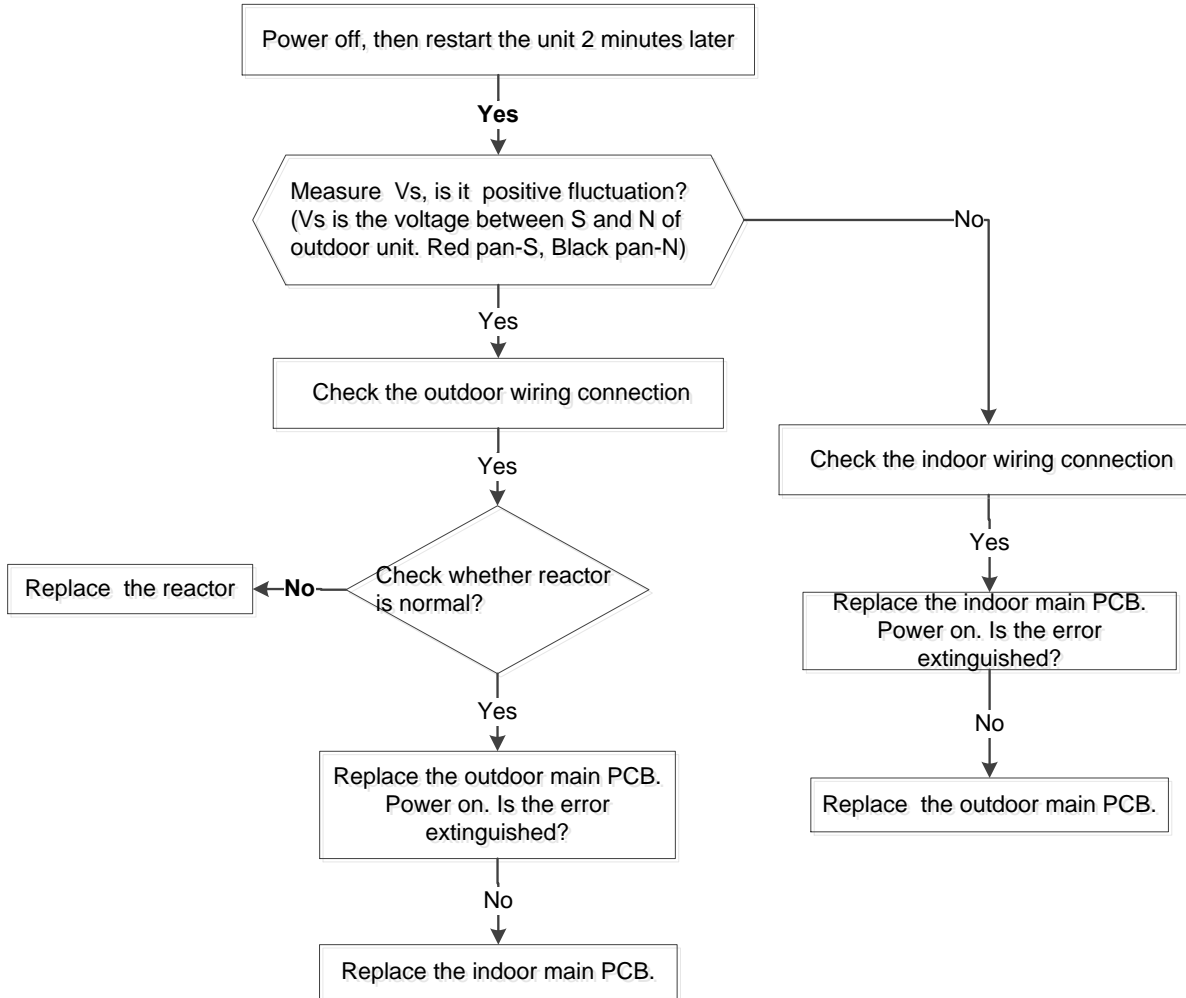 Power off, then restart the unit 2 minutes later
Yes
Measure Vs, is it positive fluctuation?
(Vs is the voltage between S and N of
outdoor unit. Red pan-S, Black pan-N)
No
Yes
Check the outdoor wiring connection
Yes
Check the indoor wiring connection
Yes
Check whether reactor
is normal?
No
Replace the reactor
Replace the indoor main PCB.
Power on. Is the error
extinguished?
Yes
No
Replace the outdoor main PCB.
Power on. Is the error
extinguished?
Replace the outdoor main PCB.
No
Replace the indoor main PCB.